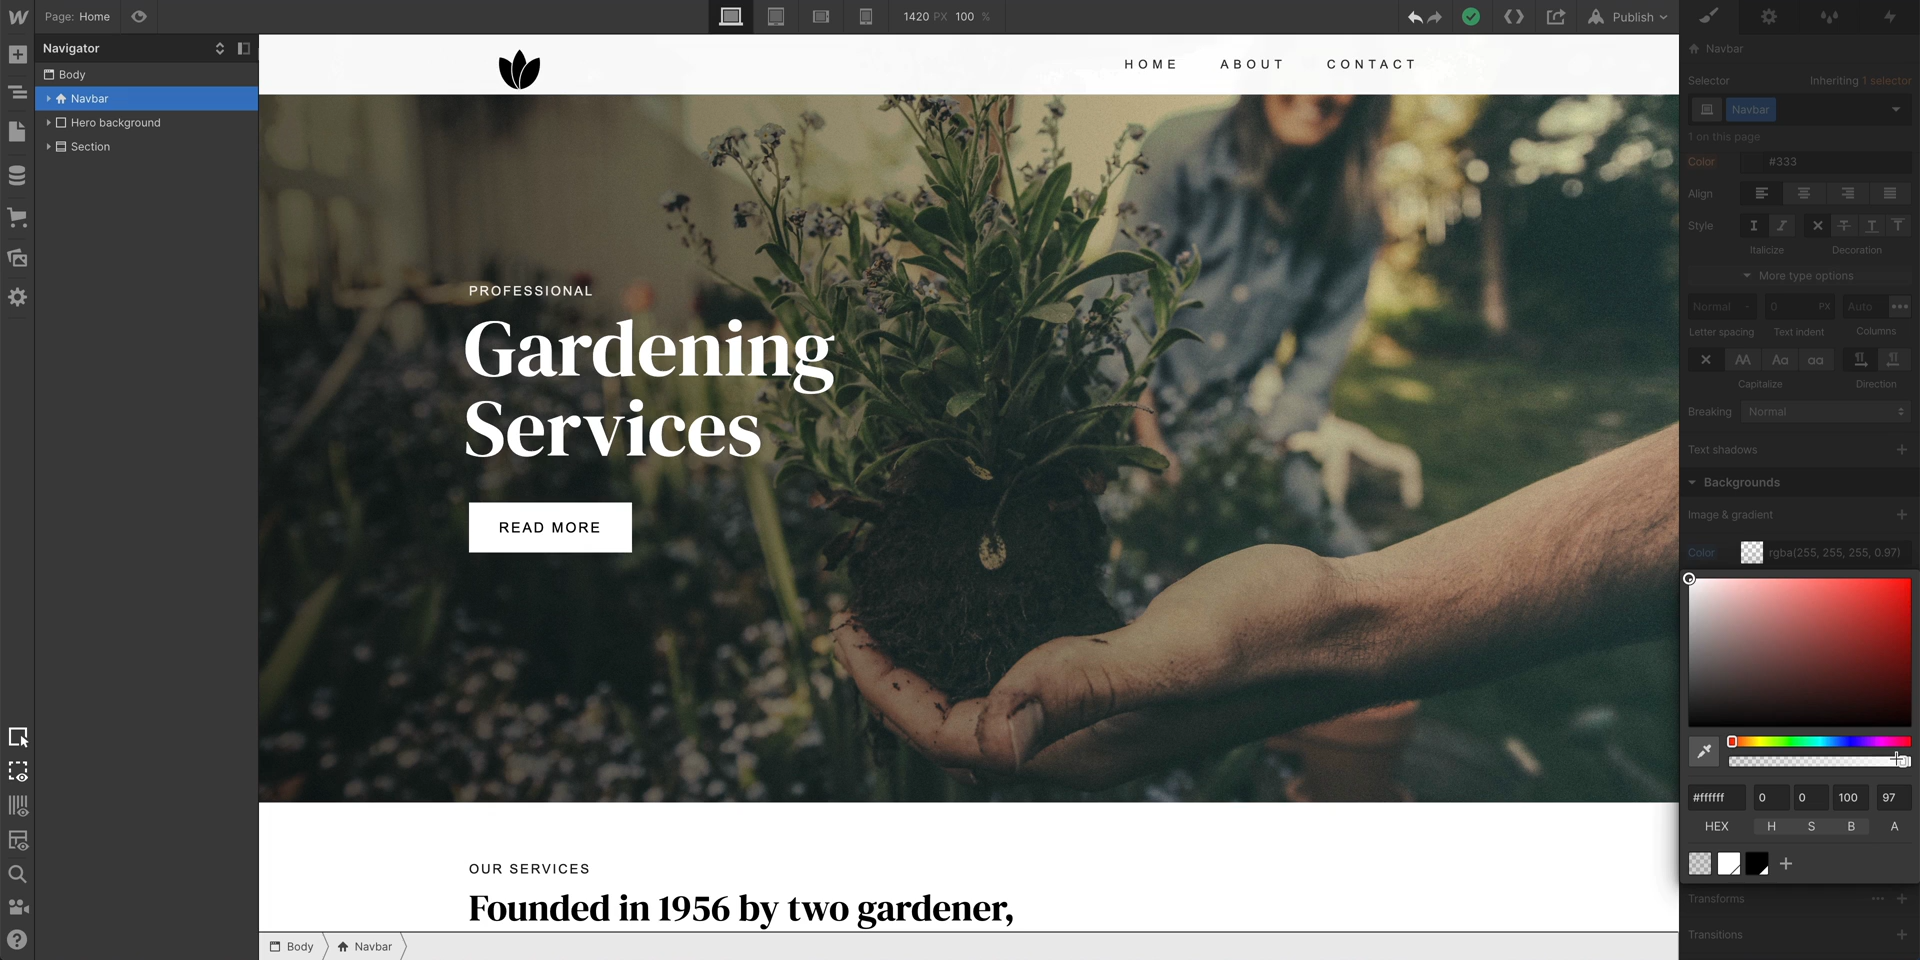 Page: Home
1420 PX 100 %
Publish
Navigator
Body
Navbar
Hero background
Section
HOME ABOUT CONTACT
PROFESSIONAL
Gardening
Services
READ MORE
OUR SERVICES
Founded in 1956 by two gardener,
Body Navbar
Navbar
Selector Inheriting 1 selector
Navbar
1 on this page
Color #333
Align
Style
Italicize Decoration
More type options
Normal 0 PX Auto
Letter spacing Text indent Columns
AA Aa aa
Capitalize Direction
Breaking Normal
Text shadows
Backgrounds
Image & gradient
Color rgba(255, 255, 255, 0.97)
#ffffff 0 0 100 97
HEX H S B A
Transforms
Transitions